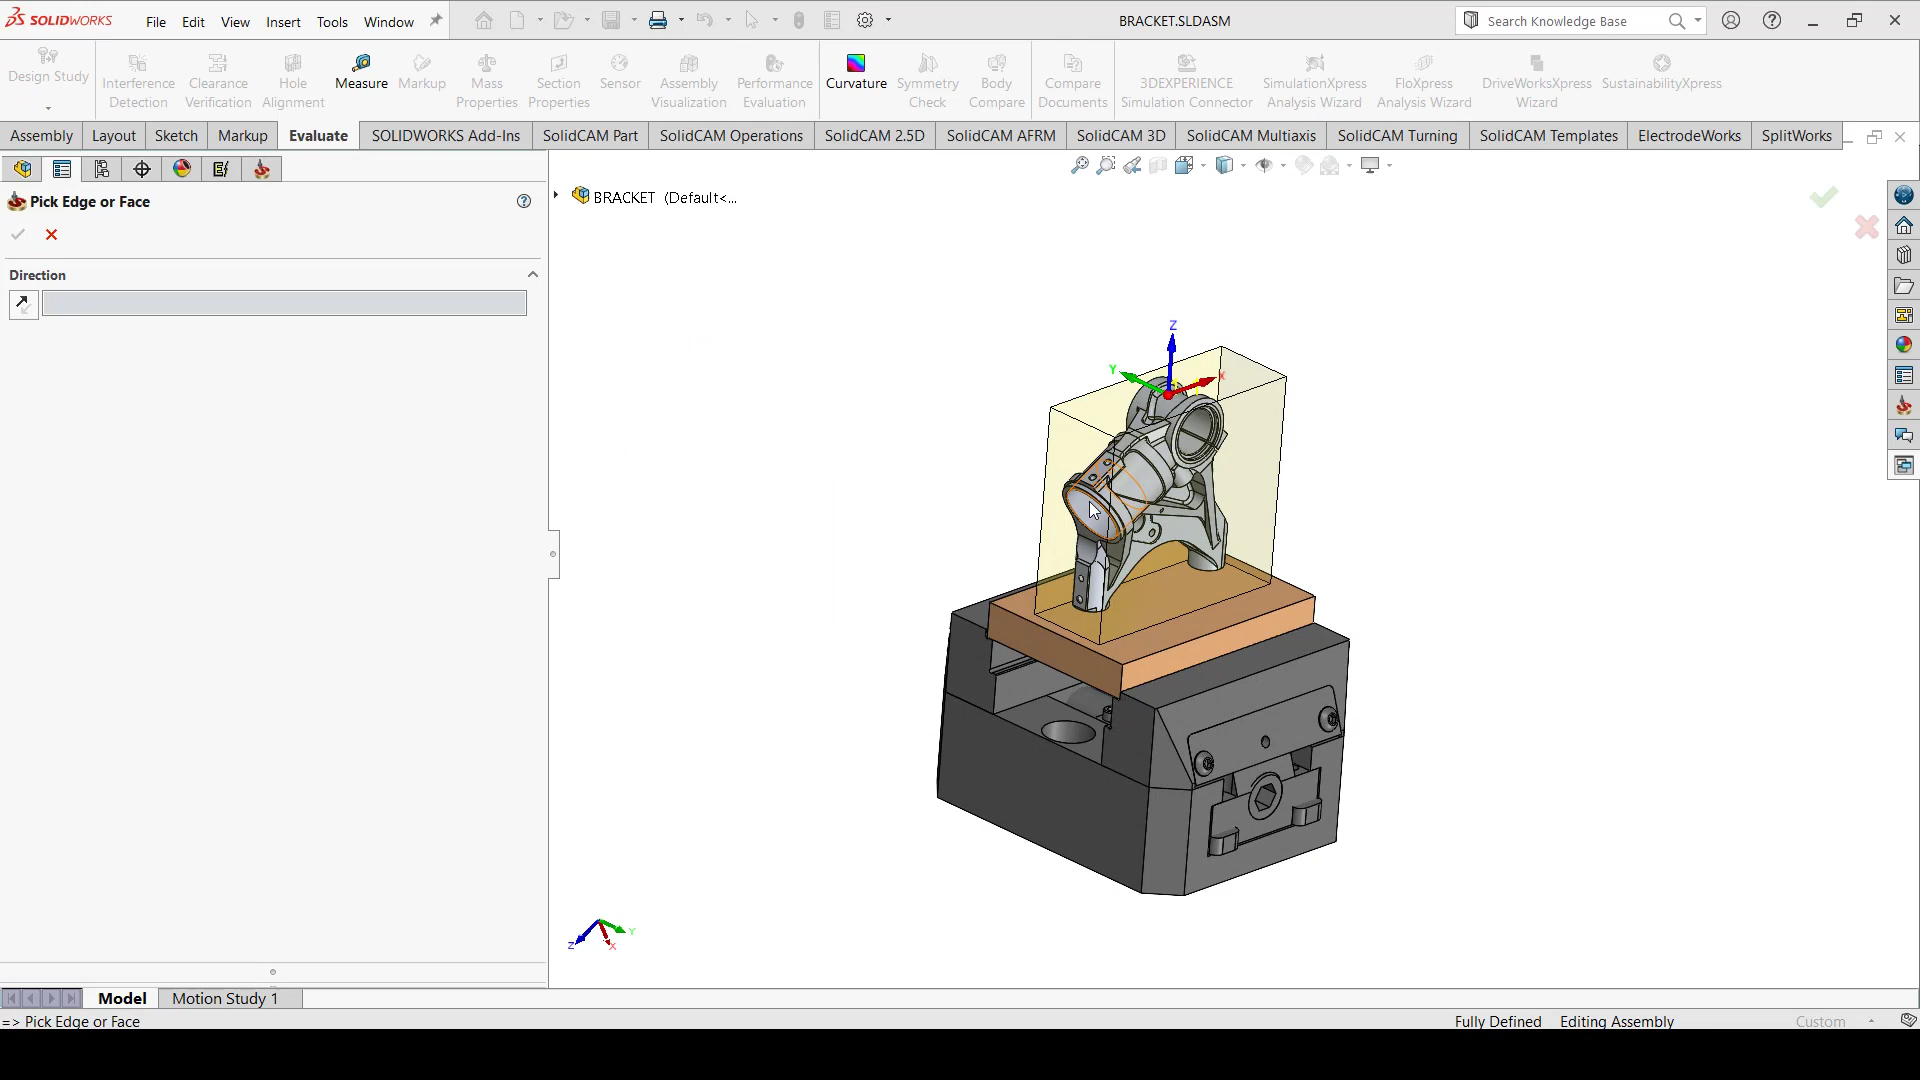 SOLIDWORKS File Edit View Insert Tools Window BRACKET.SLDASM Search Knowledge Base
Design Study Interference Detection Clearance Verification Hole Alignment Measure Markup Mass Properties Section Properties Sensor Assembly Visualization Performance Evaluation Curvature Symmetry Check Body Compare Compare Documents 3DEXPERIENCE Simulation Connector SimulationXpress Analysis Wizard FloXpress Analysis Wizard DriveWorksXpress Wizard SustainabilityXpress
Assembly Layout Sketch Markup Evaluate SOLIDWORKS Add-Ins SolidCAM Part SolidCAM Operations SolidCAM 2.5D SolidCAM AFRM SolidCAM 3D SolidCAM Multiaxis SolidCAM Turning SolidCAM Templates ElectrodeWorks SplitWorks
Pick Edge or Face
BRACKET (Default<...
Direction
Z
Y
X
Y
Z
X
Model Motion Study 1
=> Pick Edge or Face Fully Defined Editing Assembly Custom